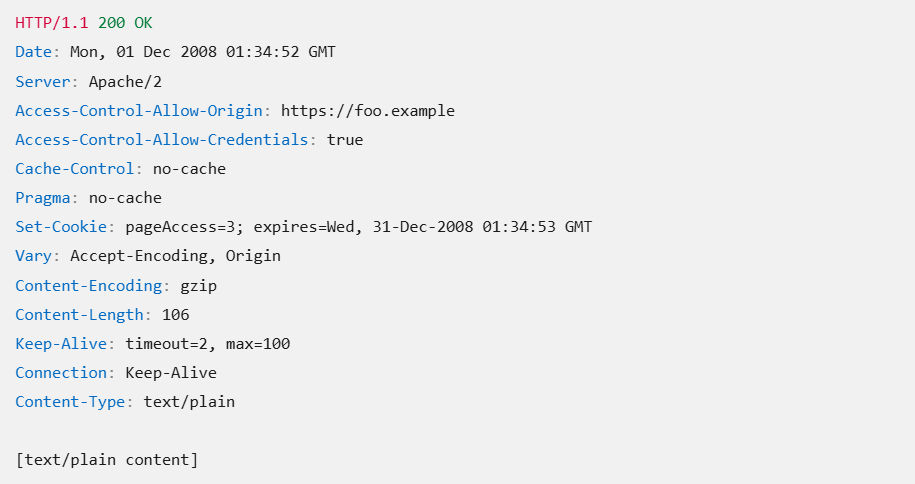 HTTP/1.1 200 OK
Date: Mon, 01 Dec 2008 01:34:52 GMT
Server: Apache/2
Access-Control-Allow-Origin: https://foo.example
Access-Control-Allow-Credentials: true
Cache-Control: no-cache
Pragma: no-cache
Set-Cookie: pageAccess=3; expires=Wed, 31-Dec-2008 01:34:53 GMT
Vary: Accept-Encoding, Origin
Content-Encoding: gzip
Content-Length: 106
Keep-Alive: timeout=2, max=100
Connection: Keep-Alive
Content-Type: text/plain

[text/plain content]